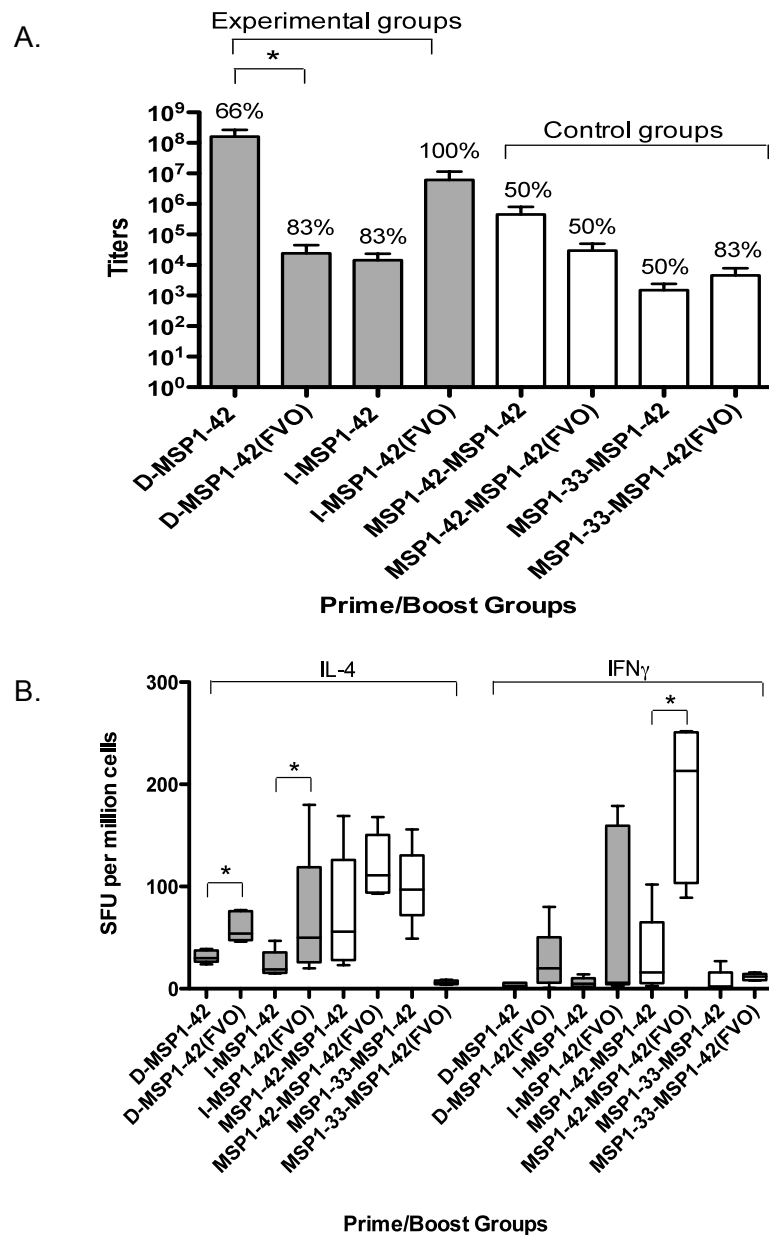 A.
Experimental groups
*
Control groups
66%
83%
83%
100%
50%
50%
50%
83%
Titers
10⁹
10⁸
10⁷
10⁶
10⁵
10⁴
10³
10²
10¹
10⁰
D-MSP1-42
D-MSP1-42(FVO)
I-MSP1-42
I-MSP1-42(FVO)
MSP1-42-MSP1-42
MSP1-42-MSP1-42(FVO)
MSP1-33-MSP1-42
MSP1-33-MSP1-42(FVO)
Prime/Boost Groups
B.
IL-4
IFNγ
*
*
*
SFU per million cells
300
200
100
0
D-MSP1-42
D-MSP1-42(FVO)
I-MSP1-42
I-MSP1-42(FVO)
MSP1-42-MSP1-42
MSP1-42-MSP1-42(FVO)
MSP1-33-MSP1-42
MSP1-33-MSP1-42(FVO)
D-MSP1-42
D-MSP1-42(FVO)
I-MSP1-42
I-MSP1-42(FVO)
MSP1-42-MSP1-42
MSP1-42-MSP1-42(FVO)
MSP1-33-MSP1-42
MSP1-33-MSP1-42(FVO)
Prime/Boost Groups